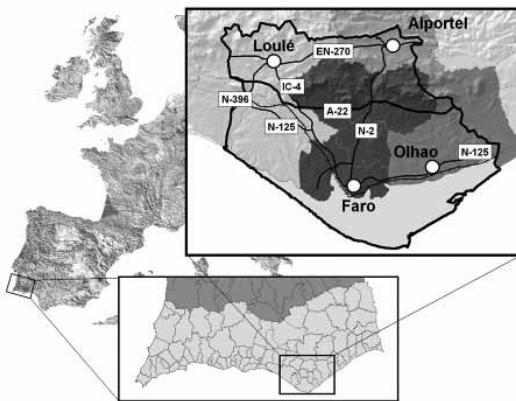 Alportel
Loulé
EN-270
IC-4
N-396
A-22
N-125
N-2
Olhao
N-125
Faro